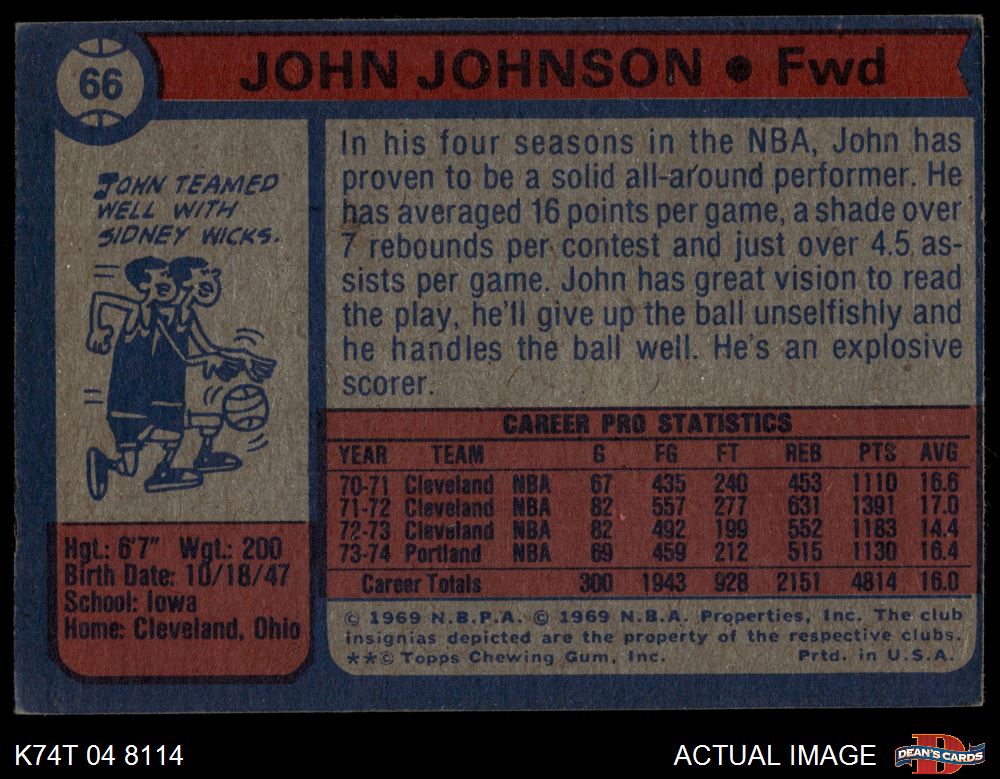 66
JOHN JOHNSON • Fwd
JOHN TEAMED
WELL WITH
SIDNEY WICKS.
In his four seasons in the NBA, John has
proven to be a solid all-around performer. He
has averaged 16 points per game, a shade over
7 rebounds per contest and just over 4.5 as-
sists per game. John has great vision to read
the play, he'll give up the ball unselfishly and
he handles the ball well. He's an explosive
scorer.
CAREER PRO STATISTICS
YEAR TEAM G FG FT REB PTS AVG
70-71 Cleveland NBA 67 435 240 453 1110 16.6
71-72 Cleveland NBA 82 557 277 631 1391 17.0
72-73 Cleveland NBA 82 492 199 552 1183 14.4
73-74 Portland NBA 69 459 212 515 1130 16.4
Career Totals 300 1943 928 2151 4814 16.0
Hgt.: 6'7" Wgt.: 200
Birth Date: 10/18/47
School: Iowa
Home: Cleveland, Ohio
© 1969 N.B.P.A. © 1969 N.B.A. Properties, Inc. The club
insignias depicted are the property of the respective clubs.
**© Topps Chewing Gum, Inc. Prtd. in U.S.A.
K74T 04 8114
ACTUAL IMAGE
D
DEAN'S CARDS